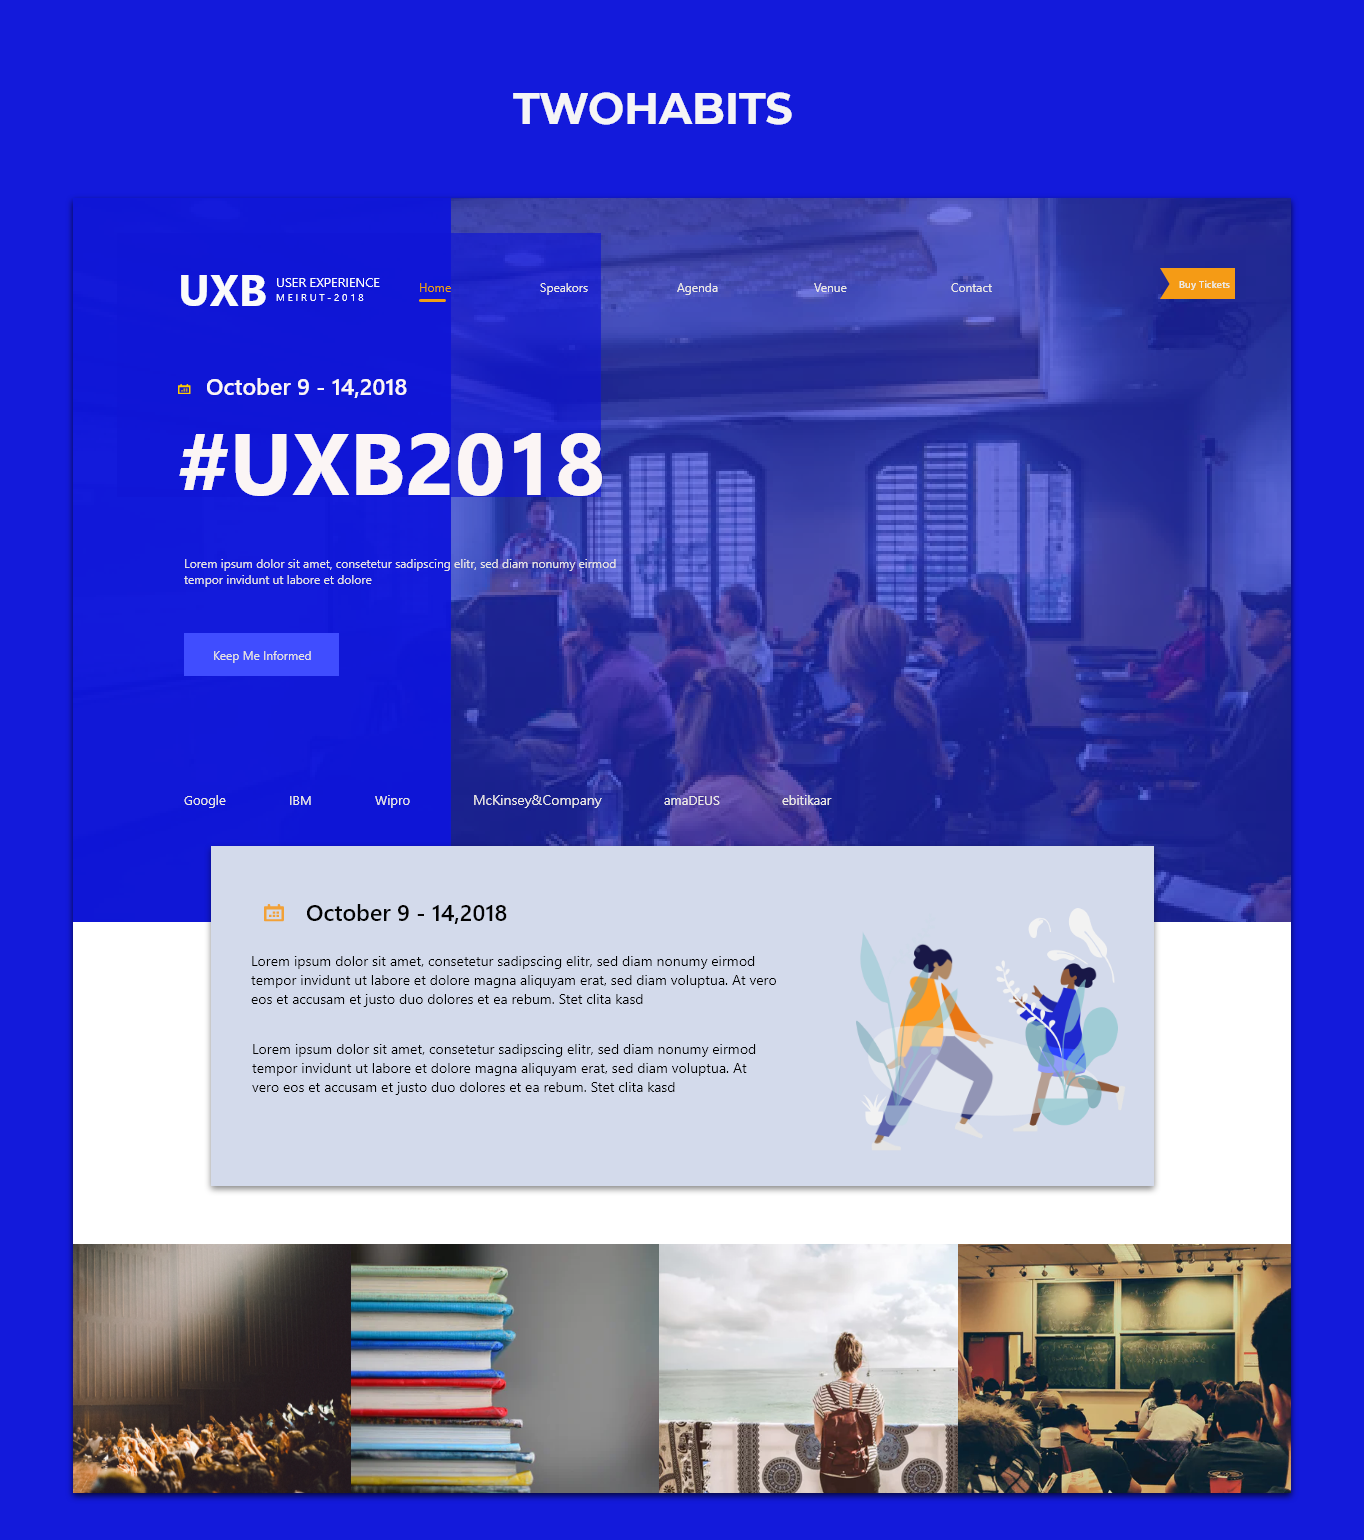 TWOHABITS
UXB
USER EXPERIENCE
MEIRUT-2018
Home
Speakors
Agenda
Venue
Contact
Buy Tickets
October 9 - 14,2018
#UXB2018
Lorem ipsum dolor sit amet, consetetur sadipscing elitr, sed diam nonumy eirmod
tempor invidunt ut labore et dolore
Keep Me Informed
Google
IBM
Wipro
McKinsey&Company
amaDEUS
ebitikaar
October 9 - 14,2018
Lorem ipsum dolor sit amet, consetetur sadipscing elitr, sed diam nonumy eirmod
tempor invidunt ut labore et dolore magna aliquyam erat, sed diam voluptua. At vero
eos et accusam et justo duo dolores et ea rebum. Stet clita kasd
Lorem ipsum dolor sit amet, consetetur sadipscing elitr, sed diam nonumy eirmod
tempor invidunt ut labore et dolore magna aliquyam erat, sed diam voluptua. At
vero eos et accusam et justo duo dolores et ea rebum. Stet clita kasd